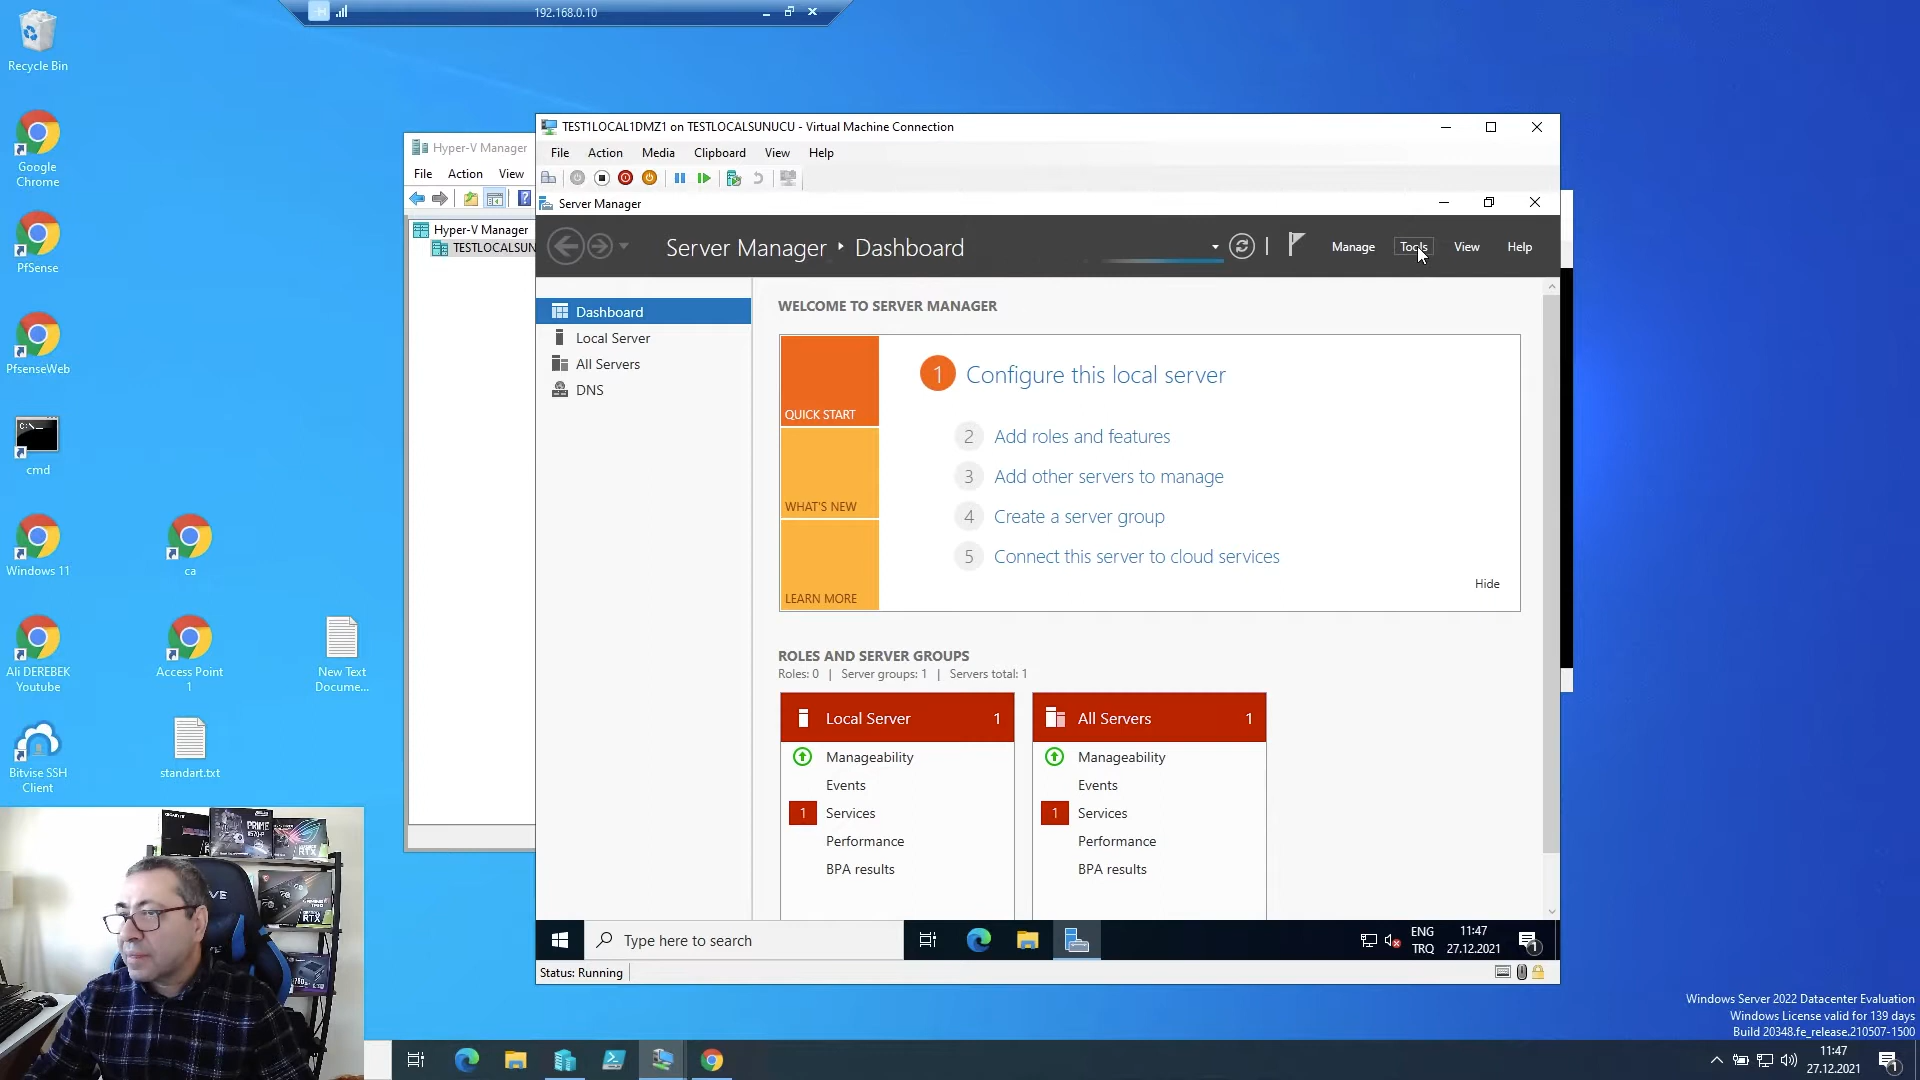 192.168.0.10
Recycle Bin
Google
Chrome
PfSense
PfsenseWeb
cmd
Windows 11
ca
Ali DEREBEK
Youtube
Access Point
1
New Text
Docume...
Bitvise SSH
Client
standart.txt
Hyper-V Manager
File Action View
Hyper-V Manager
TESTLOCALSUN
TEST1LOCAL1DMZ1 on TESTLOCALSUNUCU - Virtual Machine Connection
File Action Media Clipboard View Help
Server Manager
Server Manager Dashboard
Manage Tools View Help
Dashboard
Local Server
All Servers
DNS
WELCOME TO SERVER MANAGER
QUICK START
WHAT'S NEW
LEARN MORE
1 Configure this local server
2 Add roles and features
3 Add other servers to manage
4 Create a server group
5 Connect this server to cloud services
Hide
ROLES AND SERVER GROUPS
Roles: 0 | Server groups: 1 | Servers total: 1
Local Server 1
Manageability
Events
1 Services
Performance
BPA results
All Servers 1
Manageability
Events
1 Services
Performance
BPA results
Type here to search
ENG
TRQ
11:47
27.12.2021
1
Status: Running
PRIME
RTX
Windows Server 2022 Datacenter Evaluation
Windows License valid for 139 days
Build 20348.fe_release.210507-1500
11:47
27.12.2021
1